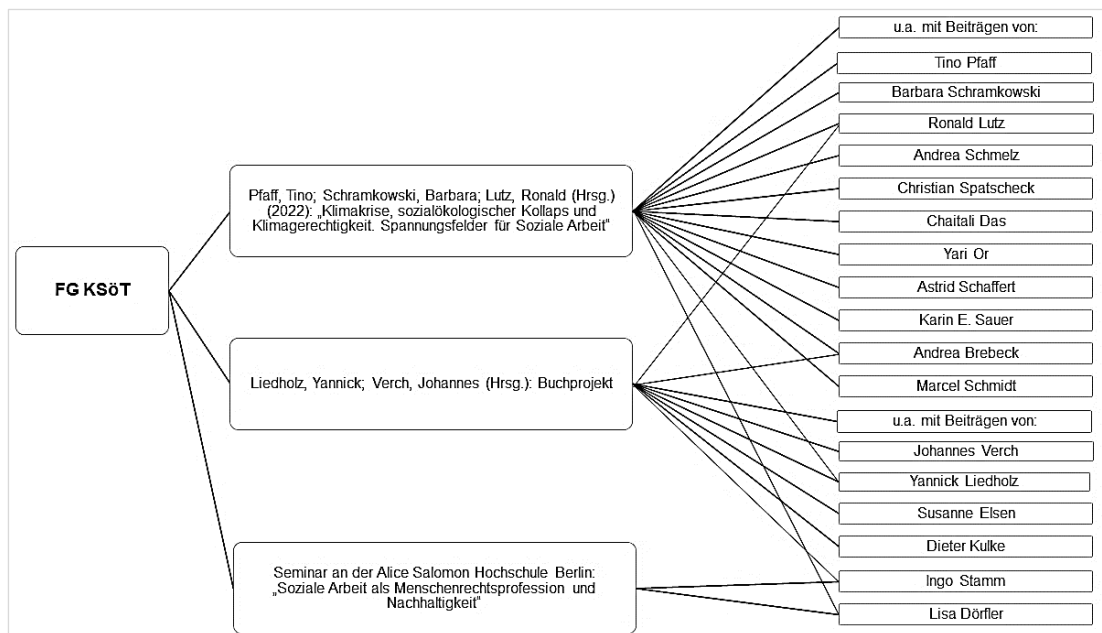 FG KSöT
Pfaff, Tino; Schramkowski, Barbara; Lutz, Ronald (Hrsg.)
(2022): „Klimakrise, sozialökologischer Kollaps und
Klimagerechtigkeit. Spannungsfelder für Soziale Arbeit“
Liedholz, Yannick; Verch, Johannes (Hrsg.): Buchprojekt
Seminar an der Alice Salomon Hochschule Berlin:
„Soziale Arbeit als Menschenrechtsprofession und
Nachhaltigkeit“
u.a. mit Beiträgen von:
Tino Pfaff
Barbara Schramkowski
Ronald Lutz
Andrea Schmelz
Christian Spatscheck
Chaitali Das
Yari Or
Astrid Schaffert
Karin E. Sauer
Andrea Brebeck
Marcel Schmidt
u.a. mit Beiträgen von:
Johannes Verch
Yannick Liedholz
Susanne Elsen
Dieter Kulke
Ingo Stamm
Lisa Dörfler